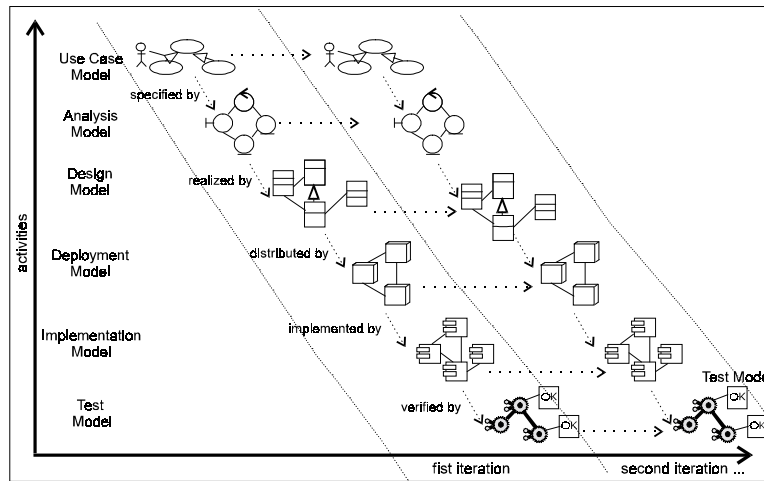 Use Case
Model
specified by
Analysis
Model
Design
Model
realized by
activities
Deployment
Model
distributed by
implemented by
Implementation
Model
Test Model
Test
Model
verified by
OK
OK
OK
OK
fist iteration
second iteration ...